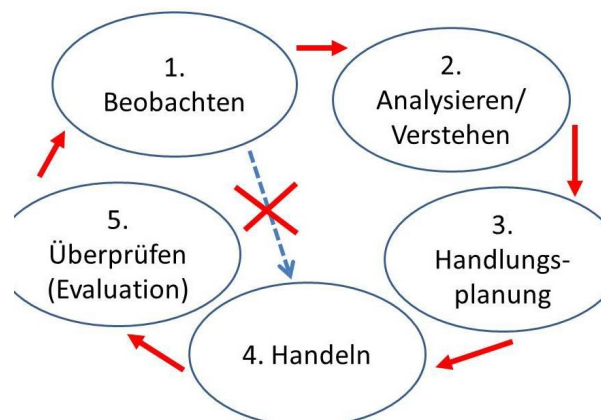 1.
Beobachten
2.
Analysieren/
Verstehen
3.
Handlungs-
planung
4. Handeln
5.
Überprüfen
(Evaluation)